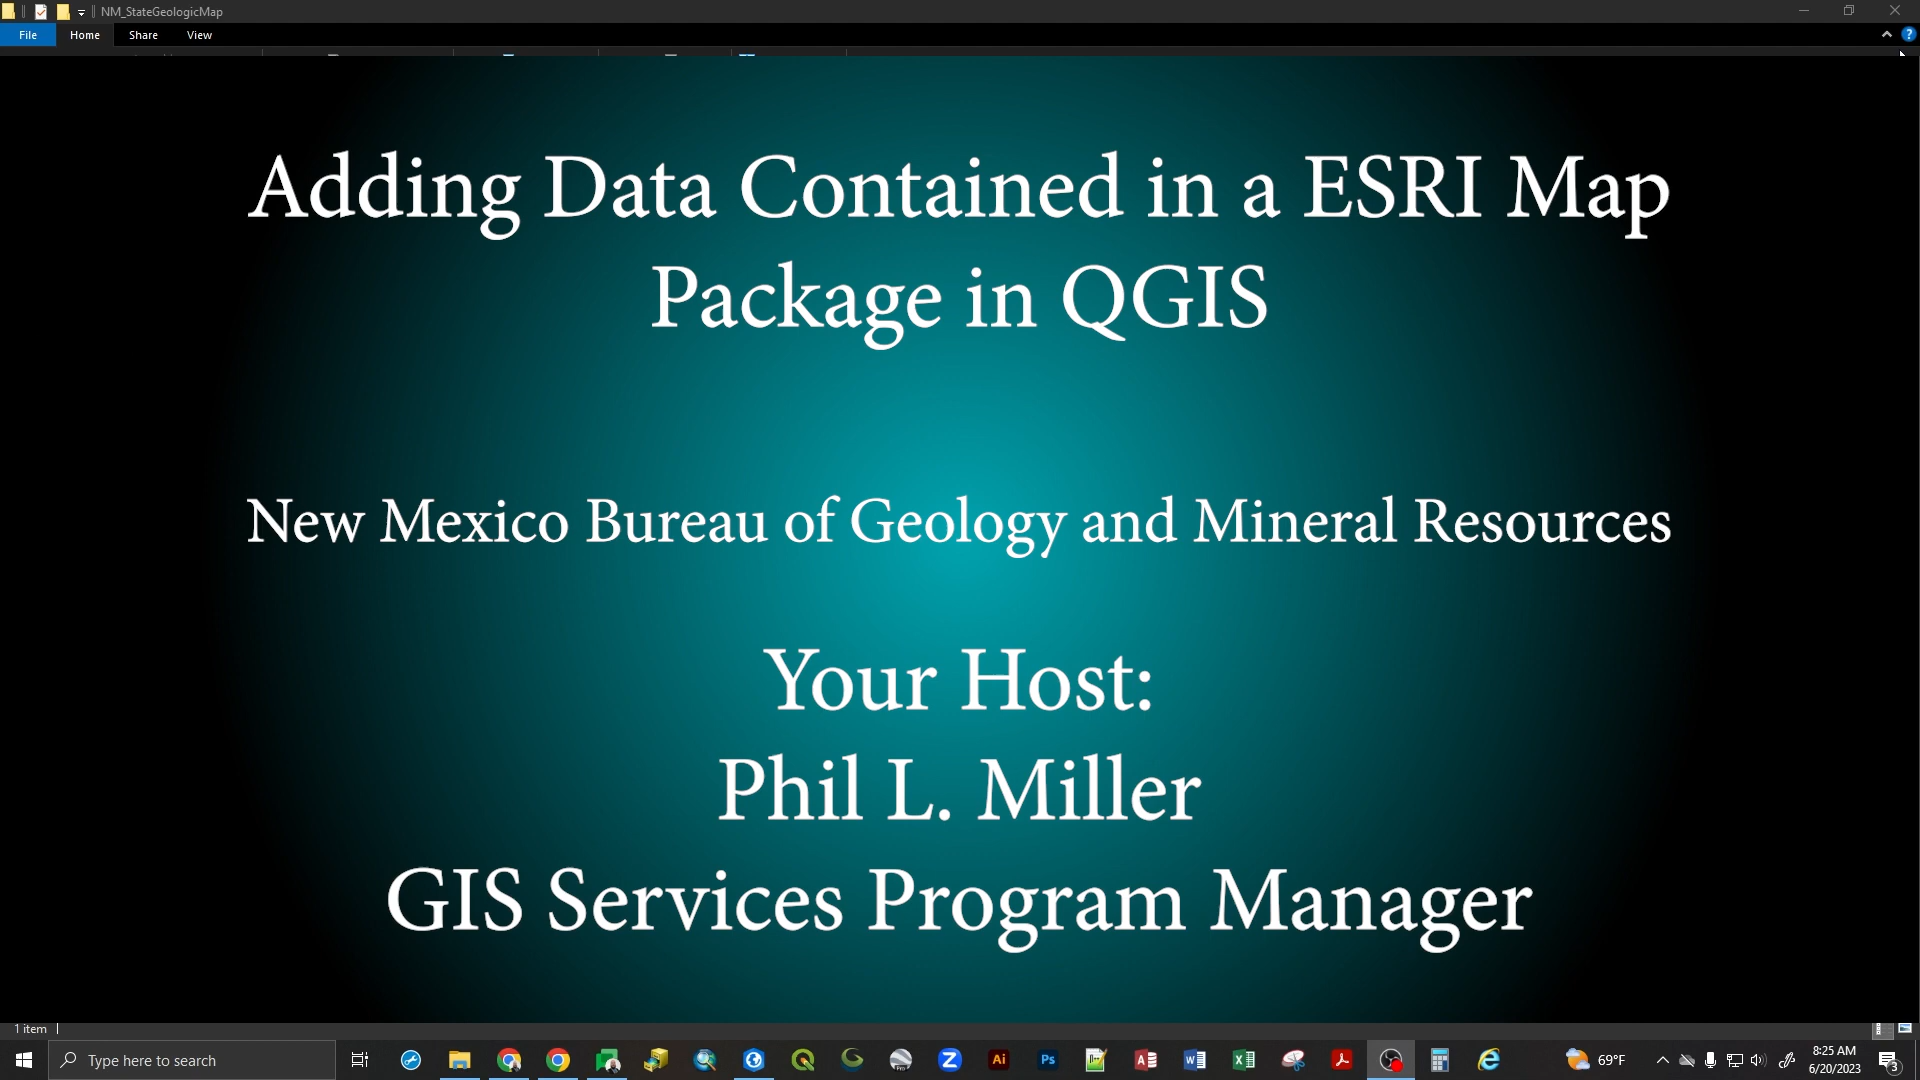 NM_StateGeologicMap
File Home Share View
Adding Data Contained in a ESRI Map
Package in QGIS
New Mexico Bureau of Geology and Mineral Resources
Your Host:
Phil L. Miller
GIS Services Program Manager
1 item
Type here to search
69°F
8:25 AM
6/20/2023
3